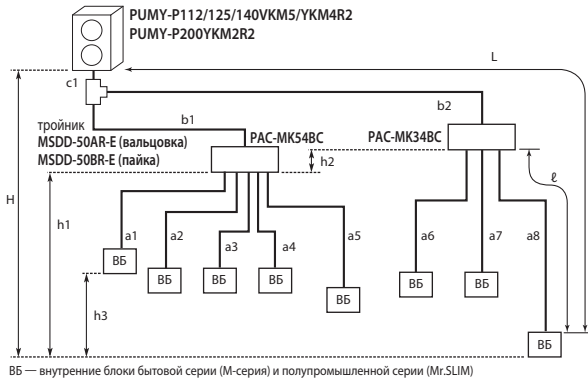 PUMY-P112/125/140VKM5/YKM4R2
PUMY-P200YKM2R2
L
c1
b1
b2
тройник
MSDD-50AR-E (вальцовка)
MSDD-50BR-E (пайка)
PAC-MK54BC
PAC-MK34BC
h2
ℓ
H
h1
a1
a2
a3
a4
a5
a6
a7
a8
ВБ
ВБ
ВБ
ВБ
ВБ
ВБ
ВБ
ВБ
h3
ВБ — внутренние блоки бытовой серии (М-серия) и полупромышленной серии (Mr.SLIM)